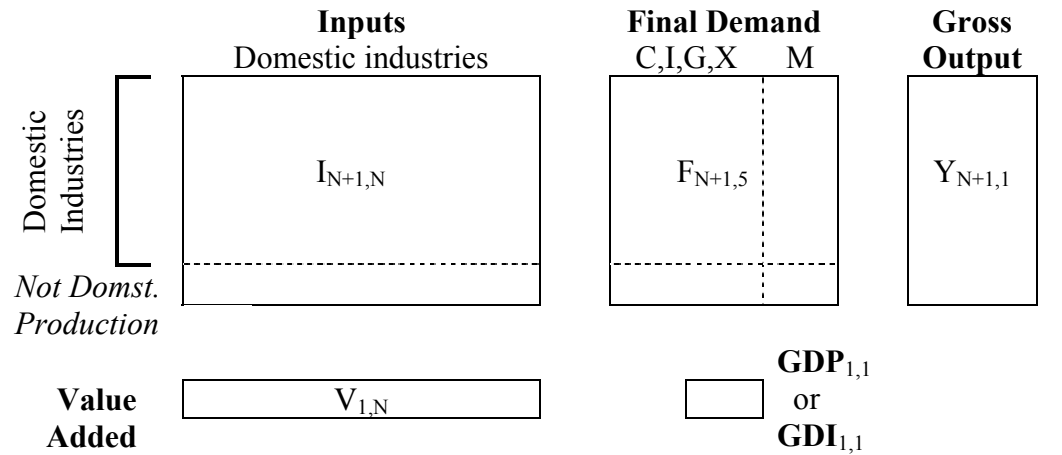 Inputs
Domestic industries
Final Demand
C,I,G,X M
Gross
Output
Domestic
Industries
I_{N+1,N}
F_{N+1,5}
Y_{N+1,1}
Not Domst.
Production
Value
Added
V_{1,N}
GDP_{1,1}
or
GDI_{1,1}